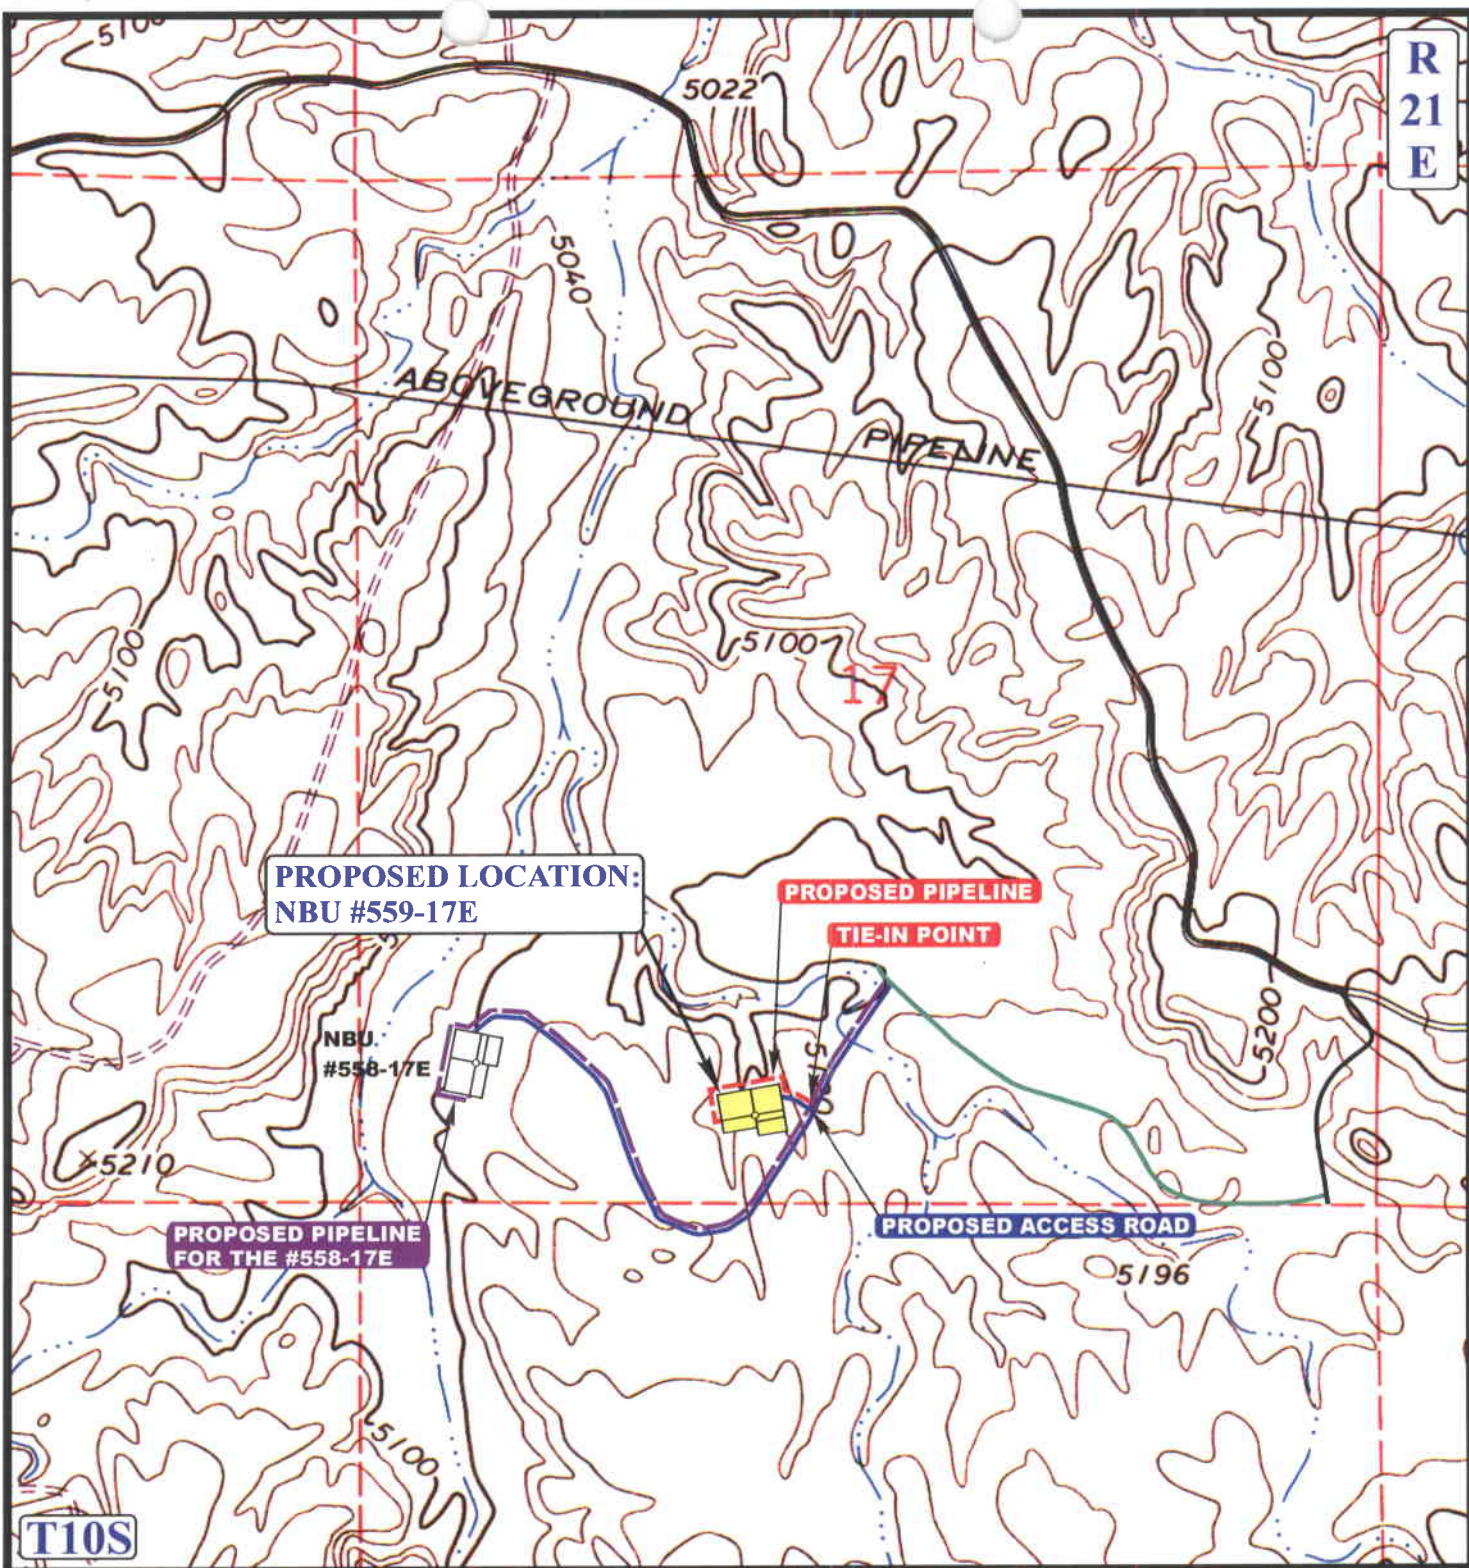 5100
5022
R
21
E
5040
5100
ABOVEGROUND PIPELINE
5100
5100
17
PROPOSED LOCATION:
NBU #559-17E
PROPOSED PIPELINE
TIE-IN POINT
5200
NBU
#558-17E
5210
PROPOSED PIPELINE
FOR THE #558-17E
PROPOSED ACCESS ROAD
5196
5100
T10S